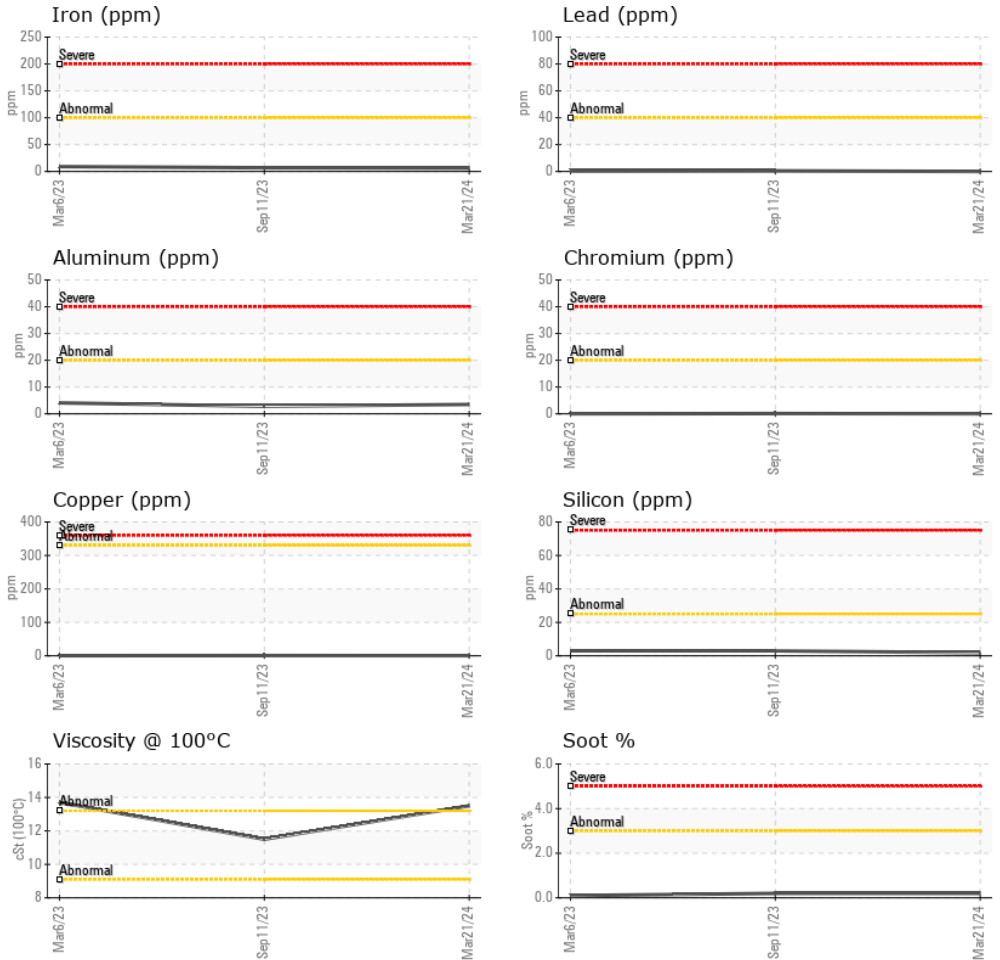 Iron (ppm)
250
200
150
100
50
0
ppm
Severe
Abnormal
Mar6/23
Sep11/23
Mar21/24
Lead (ppm)
100
80
60
40
20
0
ppm
Severe
Abnormal
Mar6/23
Sep11/23
Mar21/24
Aluminum (ppm)
50
40
30
20
10
0
ppm
Severe
Abnormal
Mar6/23
Sep11/23
Mar21/24
Chromium (ppm)
50
40
30
20
10
0
ppm
Severe
Abnormal
Mar6/23
Sep11/23
Mar21/24
Copper (ppm)
400
300
200
100
0
ppm
Severe
Abnormal
Mar6/23
Sep11/23
Mar21/24
Silicon (ppm)
80
60
40
20
0
ppm
Severe
Abnormal
Mar6/23
Sep11/23
Mar21/24
Viscosity @ 100°C
16
14
12
10
8
cSt (100°C)
Abnormal
Abnormal
Mar6/23
Sep11/23
Mar21/24
Soot %
6.0
4.0
2.0
0.0
Soot %
Severe
Abnormal
Mar6/23
Sep11/23
Mar21/24